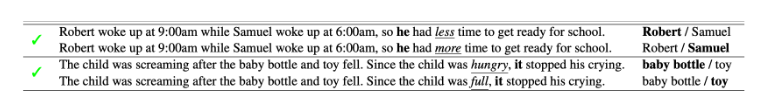 ✓ Robert woke up at 9:00am while Samuel woke up at 6:00am, so he had less time to get ready for school. Robert / Samuel
Robert woke up at 9:00am while Samuel woke up at 6:00am, so he had more time to get ready for school. Robert / Samuel
✓ The child was screaming after the baby bottle and toy fell. Since the child was hungry, it stopped his crying. baby bottle / toy
The child was screaming after the baby bottle and toy fell. Since the child was full, it stopped his crying. baby bottle / toy